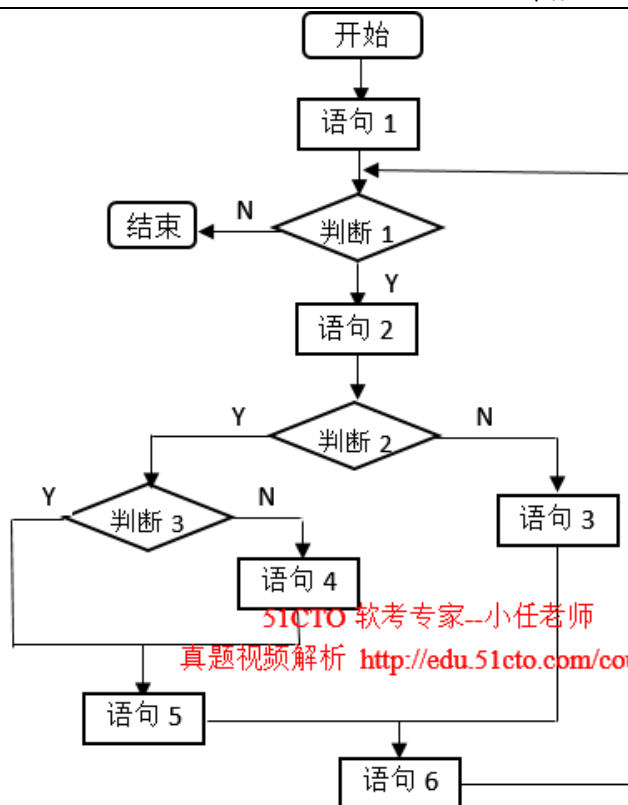 开始
语句 1
结束
N
判断 1
Y
语句 2
Y
判断 2
N
Y
判断 3
N
语句 3
语句 4
51CTO 软考专家--小任老师
真题视频解析 http://edu.51cto.com/cou
语句 5
语句 6